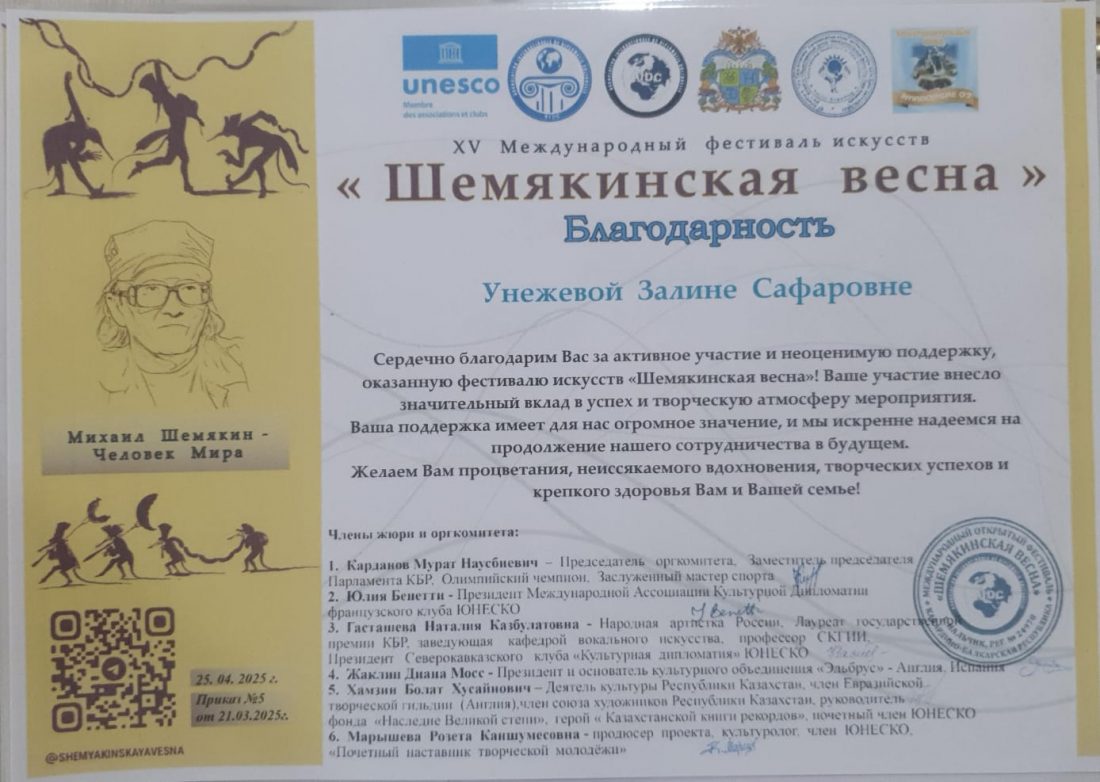 unesco
Membre
des associations et clubs
XV Международный фестиваль искусств
« Шемякинская весна »
Благодарность
Унежевой Залине Сафаровне
Сердечно благодарим Вас за активное участие и неоценимую поддержку,
оказанную фестивалю искусств «Шемякинская весна»! Ваше участие внесло
значительный вклад в успех и творческую атмосферу мероприятия.
Ваша поддержка имеет для нас огромное значение, и мы искренне надеемся на
продолжение нашего сотрудничества в будущем.
Желаем Вам процветания, неиссякаемого вдохновения, творческих успехов и
крепкого здоровья Вам и Вашей семье!
Михаил Шемякин -
Человек Мира
25. 04. 2025 г.
Приказ №5
от 21.03.2025г.
@SHEMYAKINSKAYAVESNA
Члены жюри и оргкомитета:
1. Карданов Мурат Наусбиевич – Председатель оргкомитета, Заместитель председателя
Парламента КБР, Олимпийский чемпион, Заслуженный мастер спорта
2. Юлия Бенетти - Президент Международной Ассоциации Культурной Дипломатии
французского клуба ЮНЕСКО
3. Гасташева Наталия Казбулатовна - Народная артистка России, Лауреат государственной
премии КБР, заведующая кафедрой вокального искусства, профессор СКГИИ,
Президент Северокавказского клуба «Культурная дипломатия» ЮНЕСКО
4. Жаклин Диана Мосс - Президент и основатель культурного объединения «Эльбрус» - Англия, Испания
5. Хамзин Болат Хусайнович – Деятель культуры Республики Казахстан, член Евразийской
творческой гильдии (Англия),член союза художников Республики Казахстан, руководитель
фонда «Наследие Великой степи», герой « Казахстанской книги рекордов», почетный член ЮНЕСКО
6. Марышева Розета Каншумесовна - продюсер проекта, культуролог, член ЮНЕСКО,
«Почетный наставник творческой молодёжи»
МЕЖДУНАРОДНЫЙ ОТКРЫТЫЙ ФЕСТИВАЛЬ
«ШЕМЯКИНСКАЯ ВЕСНА»
КАБАРДИНО-БАЛКАРСКАЯ РЕСПУБЛИКА